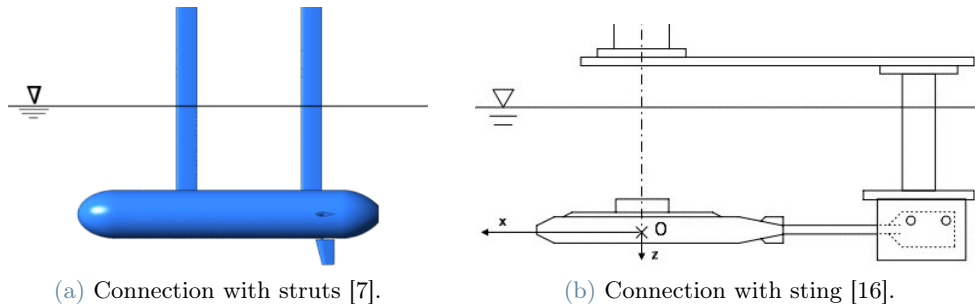 x
O
z
(a) Connection with struts [7].
(b) Connection with sting [16].